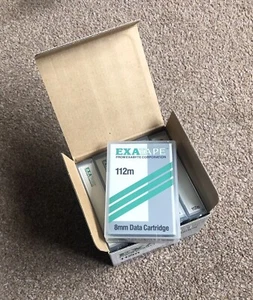 EXATAPE
FROM EXABYTE CORPORATION
112m
8mm Data Cartridge